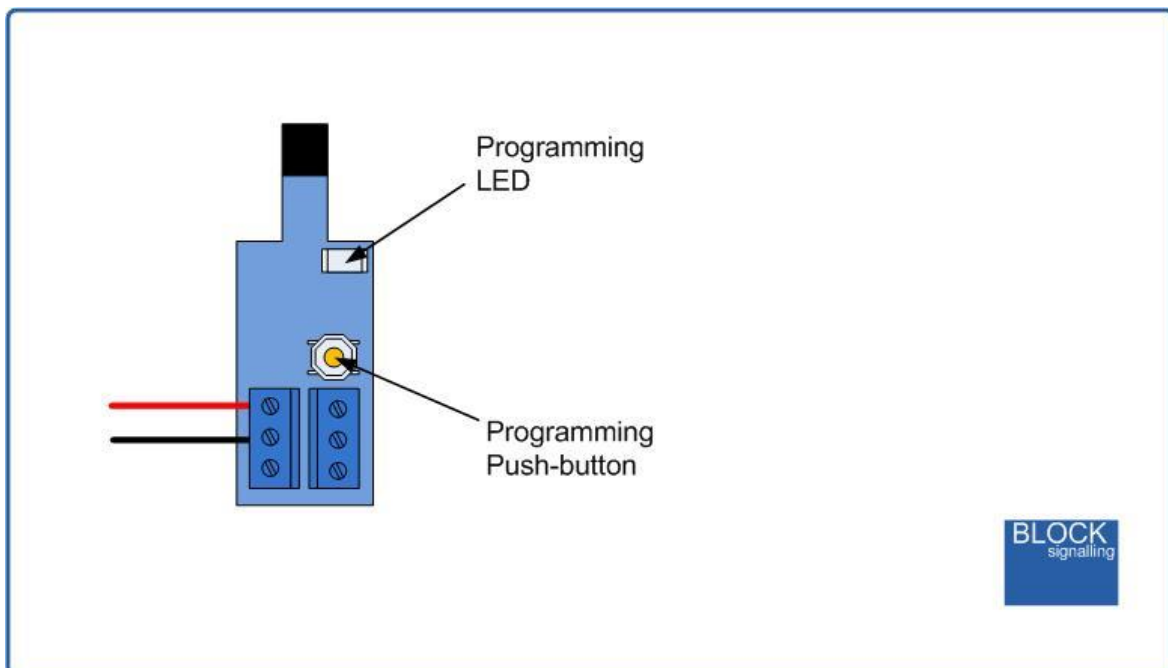 Programming
LED
Programming
Push-button
BLOCK
signalling